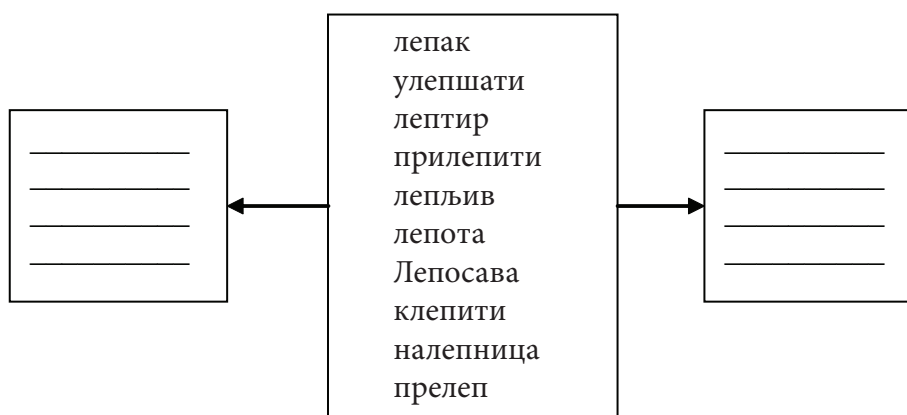 лепак
улепшати
лептир
прилепити
лепљив
лепота
Лепосава
клепити
налепница
прелеп